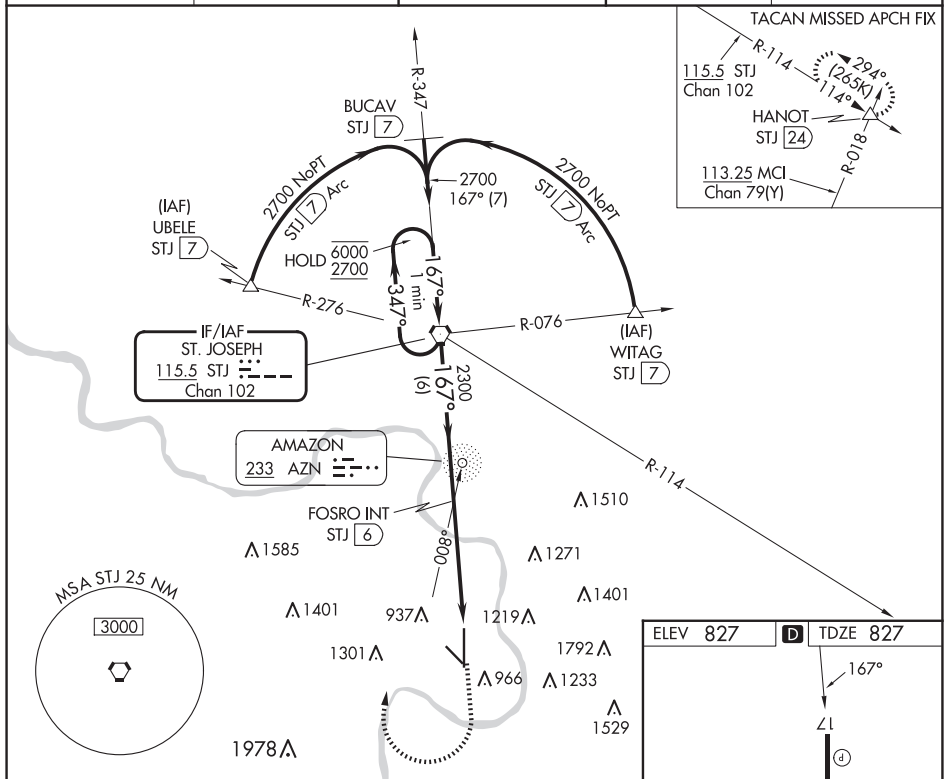 TACAN MISSED APCH FIX
R-114
115.5 STJ
Chan 102
114°
294°
(265K)
HANOT
STJ 24
R-018
113.25 MCI
Chan 79(Y)
R-347
BUCAV
STJ 7
2700 NoPT
STJ 7 Arc
2700
167° (7)
2700 NoPT
STJ 7 Arc
(IAF)
UBELE
STJ 7
HOLD 6000
2700
347°
1 min
167°
R-276
R-076
(IAF)
WITAG
STJ 7
IF/IAF
ST. JOSEPH
115.5 STJ
Chan 102
2300
167°
(6)
AMAZON
233 AZN
R-114
FOSRO INT
STJ 6
008°
1510
1585
1271
1401
937
1219
1401
1301
1792
966
1233
1529
1978
MSA STJ 25 NM
3000
ELEV 827 D TDZE 827
167°
17
P